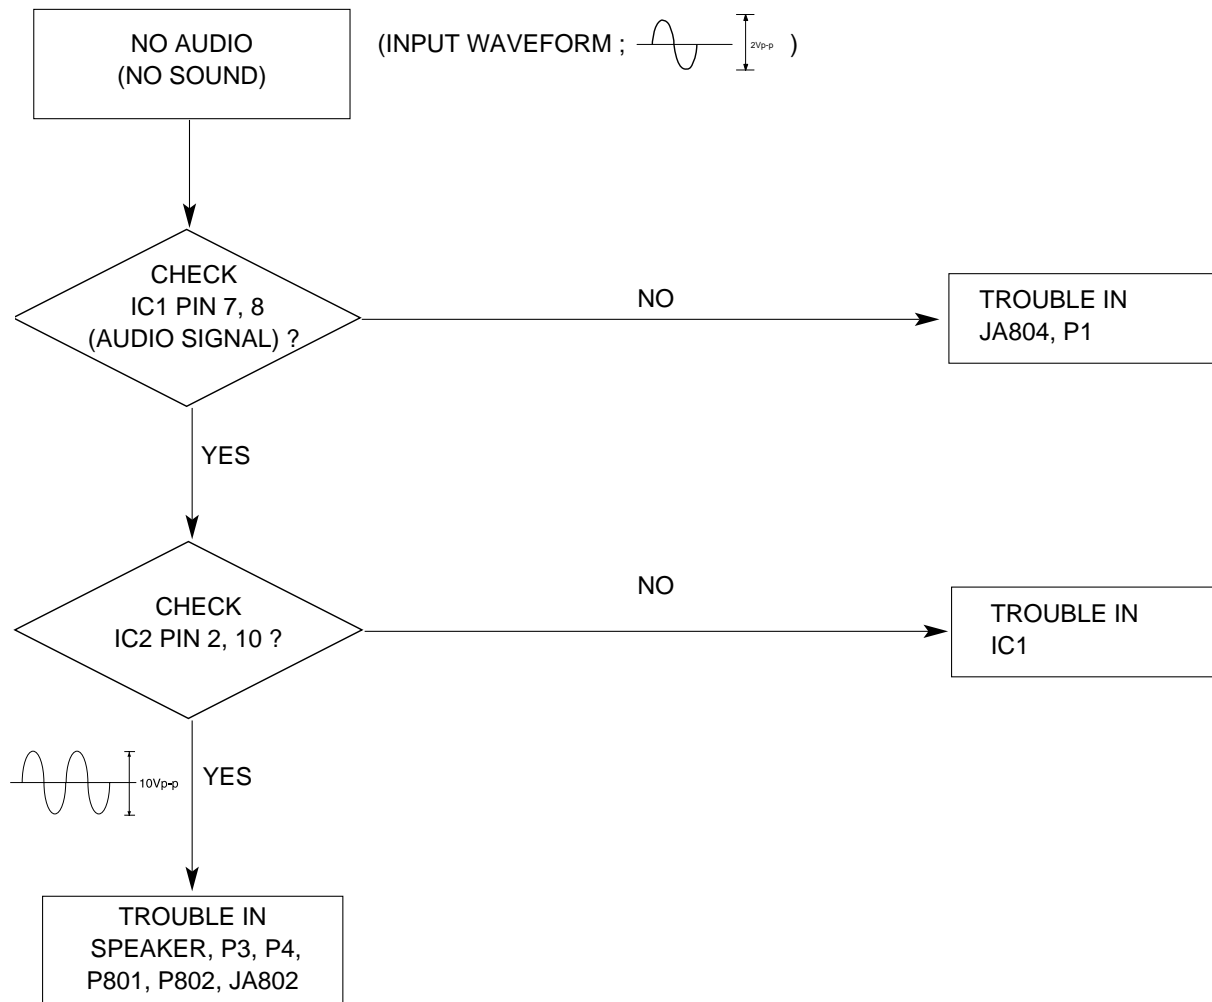 NO AUDIO
(NO SOUND)
(INPUT WAVEFORM ; 2Vp-p )
CHECK
IC1 PIN 7, 8
(AUDIO SIGNAL) ?
NO
TROUBLE IN
JA804, P1
YES
CHECK
IC2 PIN 2, 10 ?
NO
TROUBLE IN
IC1
10Vp-p
YES
TROUBLE IN
SPEAKER, P3, P4,
P801, P802, JA802